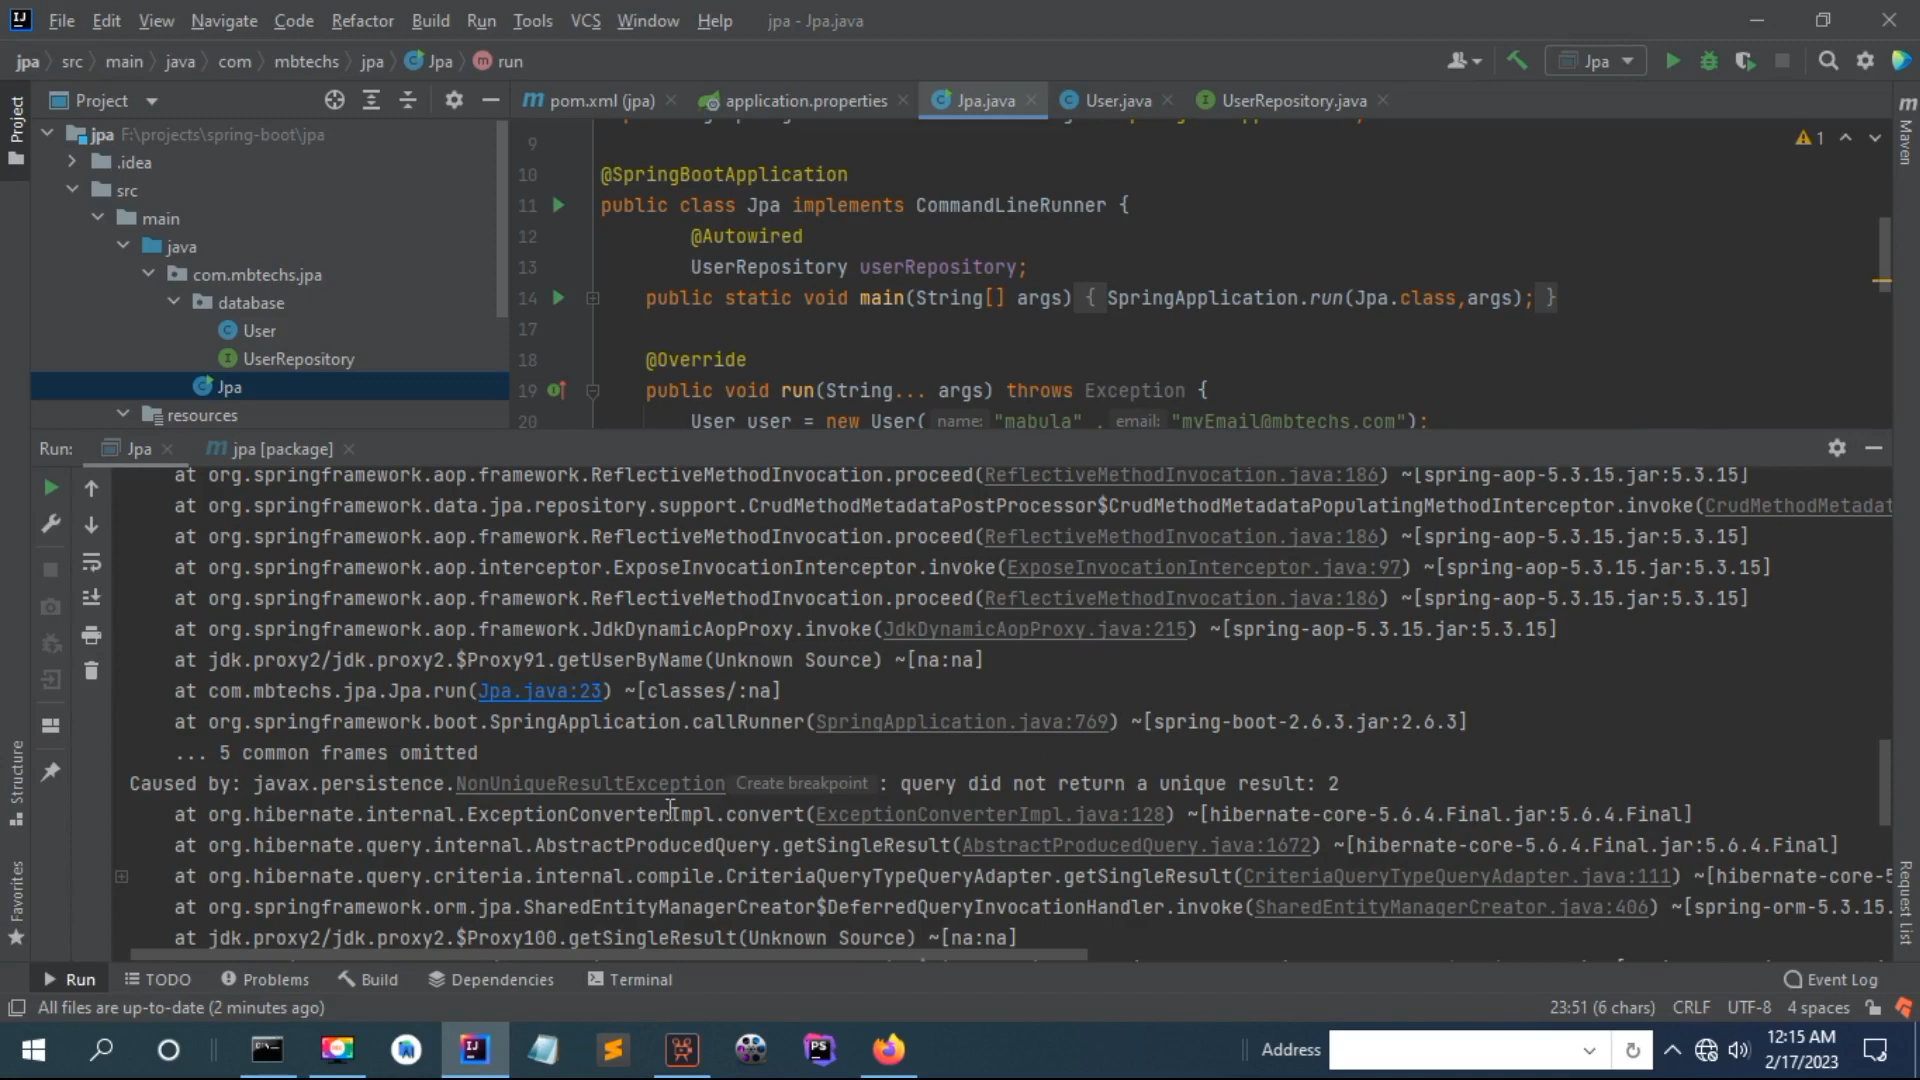 File Edit View Navigate Code Refactor Build Run Tools VCS Window Help jpa - Jpa.java
jpa src main java com mbtechs jpa Jpa run Jpa
Project
pom.xml (jpa) application.properties Jpa.java User.java UserRepository.java
jpa F:\projects\spring-boot\jpa
.idea
src
main
java
com.mbtechs.jpa
database
User
UserRepository
Jpa
resources
1
9
10 @SpringBootApplication
11 public class Jpa implements CommandLineRunner {
12 @Autowired
13 UserRepository userRepository;
14 public static void main(String[] args) { SpringApplication.run(Jpa.class,args); }
17
18 @Override
19 public void run(String... args) throws Exception {
20 User user = new User( name: "mabula" , email: "myEmail@mbtechs.com");
Run: Jpa jpa [package]
at org.springframework.aop.framework.ReflectiveMethodInvocation.proceed(ReflectiveMethodInvocation.java:186) ~[spring-aop-5.3.15.jar:5.3.15]
at org.springframework.data.jpa.repository.support.CrudMethodMetadataPostProcessor$CrudMethodMetadataPopulatingMethodInterceptor.invoke(CrudMethodMetadat
at org.springframework.aop.framework.ReflectiveMethodInvocation.proceed(ReflectiveMethodInvocation.java:186) ~[spring-aop-5.3.15.jar:5.3.15]
at org.springframework.aop.interceptor.ExposeInvocationInterceptor.invoke(ExposeInvocationInterceptor.java:97) ~[spring-aop-5.3.15.jar:5.3.15]
at org.springframework.aop.framework.ReflectiveMethodInvocation.proceed(ReflectiveMethodInvocation.java:186) ~[spring-aop-5.3.15.jar:5.3.15]
at org.springframework.aop.framework.JdkDynamicAopProxy.invoke(JdkDynamicAopProxy.java:215) ~[spring-aop-5.3.15.jar:5.3.15]
at jdk.proxy2/jdk.proxy2.$Proxy91.getUserByName(Unknown Source) ~[na:na]
at com.mbtechs.jpa.Jpa.run(Jpa.java:23) ~[classes/:na]
at org.springframework.boot.SpringApplication.callRunner(SpringApplication.java:769) ~[spring-boot-2.6.3.jar:2.6.3]
... 5 common frames omitted
Caused by: javax.persistence.NonUniqueResultException Create breakpoint : query did not return a unique result: 2
at org.hibernate.internal.ExceptionConverterImpl.convert(ExceptionConverterImpl.java:128) ~[hibernate-core-5.6.4.Final.jar:5.6.4.Final]
at org.hibernate.query.internal.AbstractProducedQuery.getSingleResult(AbstractProducedQuery.java:1672) ~[hibernate-core-5.6.4.Final.jar:5.6.4.Final]
at org.hibernate.query.criteria.internal.compile.CriteriaQueryTypeQueryAdapter.getSingleResult(CriteriaQueryTypeQueryAdapter.java:111) ~[hibernate-core-5
at org.springframework.orm.jpa.SharedEntityManagerCreator$DeferredQueryInvocationHandler.invoke(SharedEntityManagerCreator.java:406) ~[spring-orm-5.3.15.
at jdk.proxy2/jdk.proxy2.$Proxy100.getSingleResult(Unknown Source) ~[na:na]
Project
Structure
Favorites
Maven
Request List
Run TODO Problems Build Dependencies Terminal Event Log
All files are up-to-date (2 minutes ago) 23:51 (6 chars) CRLF UTF-8 4 spaces
Address
12:15 AM
2/17/2023